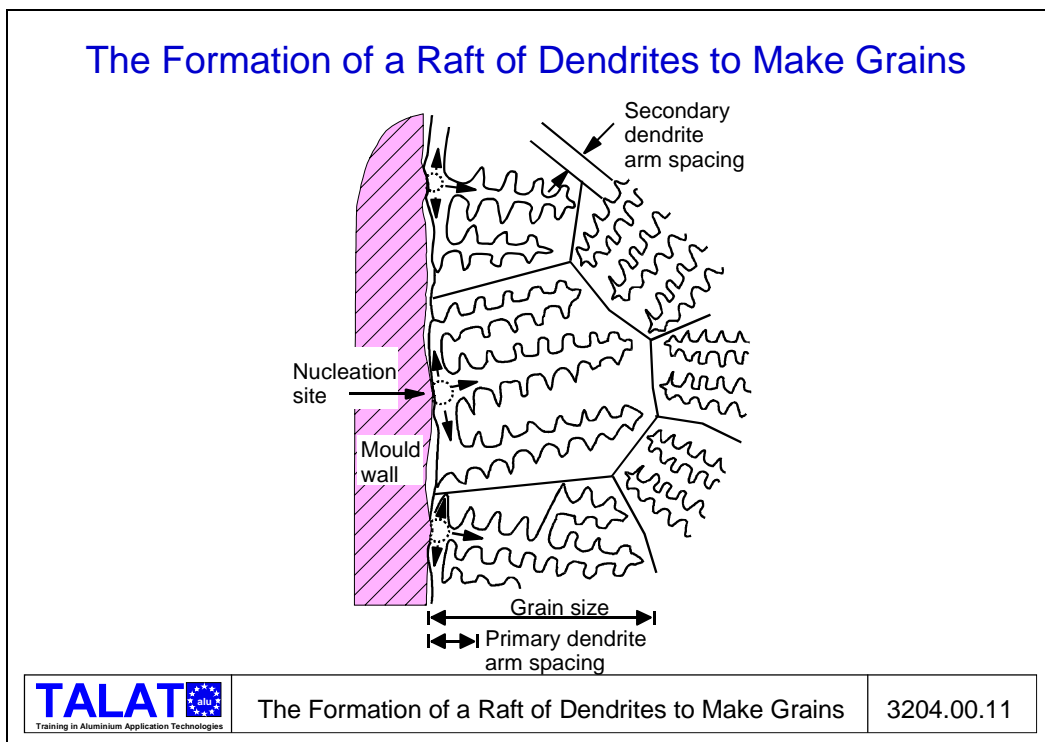 The Formation of a Raft of Dendrites to Make Grains
Secondary
dendrite
arm spacing
Nucleation
site
Mould
wall
Grain size
Primary dendrite
arm spacing
TALAT
alu
Training in Aluminium Application Technologies
The Formation of a Raft of Dendrites to Make Grains
3204.00.11